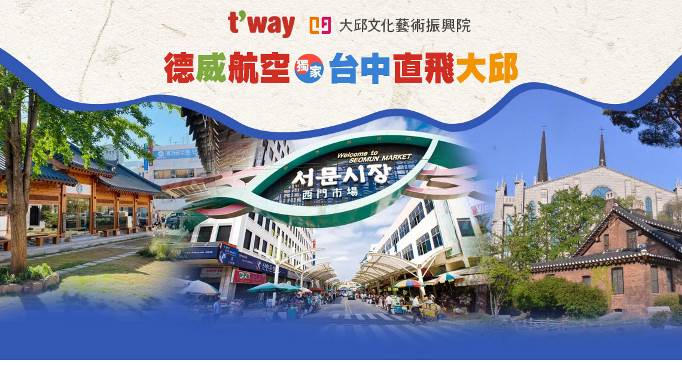 t'way 大邱文化藝術振興院
德威航空獨家台中直飛大邱
Welcome to
SEOMUN MARKET
서문시장
西門市場